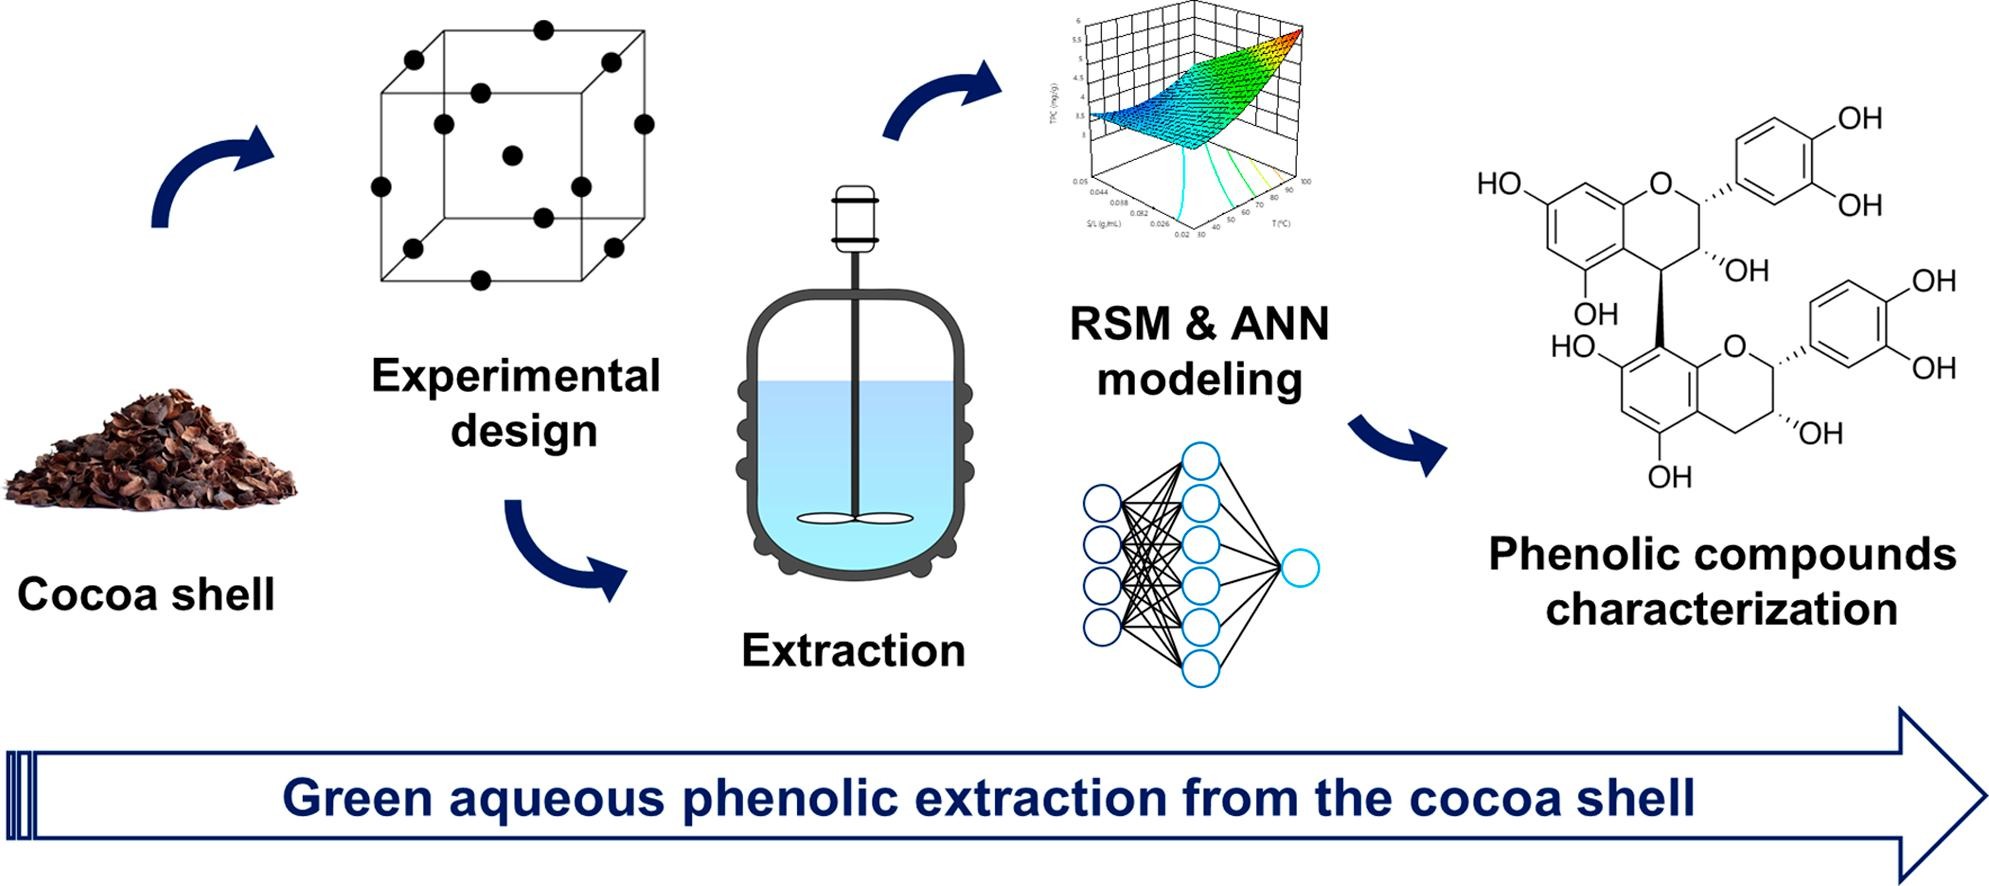 Cocoa shell
Experimental
design
Extraction
TPC (mg/g)
6
5.5
5
4.5
4
3.5
3
0.05
0.044
0.038
0.032
0.026
0.02
S/L (g/mL)
30
40
50
60
70
80
90
100
T (°C)
RSM & ANN
modeling
OH
OH
HO
O
OH
OH
HO
O
OH
OH
OH
OH
Phenolic compounds
characterization
Green aqueous phenolic extraction from the cocoa shell